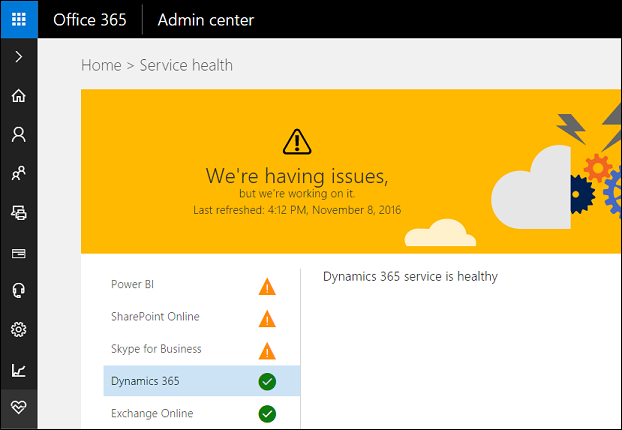 Office 365 Admin center
Home > Service health
We're having issues,
but we're working on it.
Last refreshed: 4:12 PM, November 8, 2016
Power BI
SharePoint Online
Skype for Business
Dynamics 365
Exchange Online
Dynamics 365 service is healthy